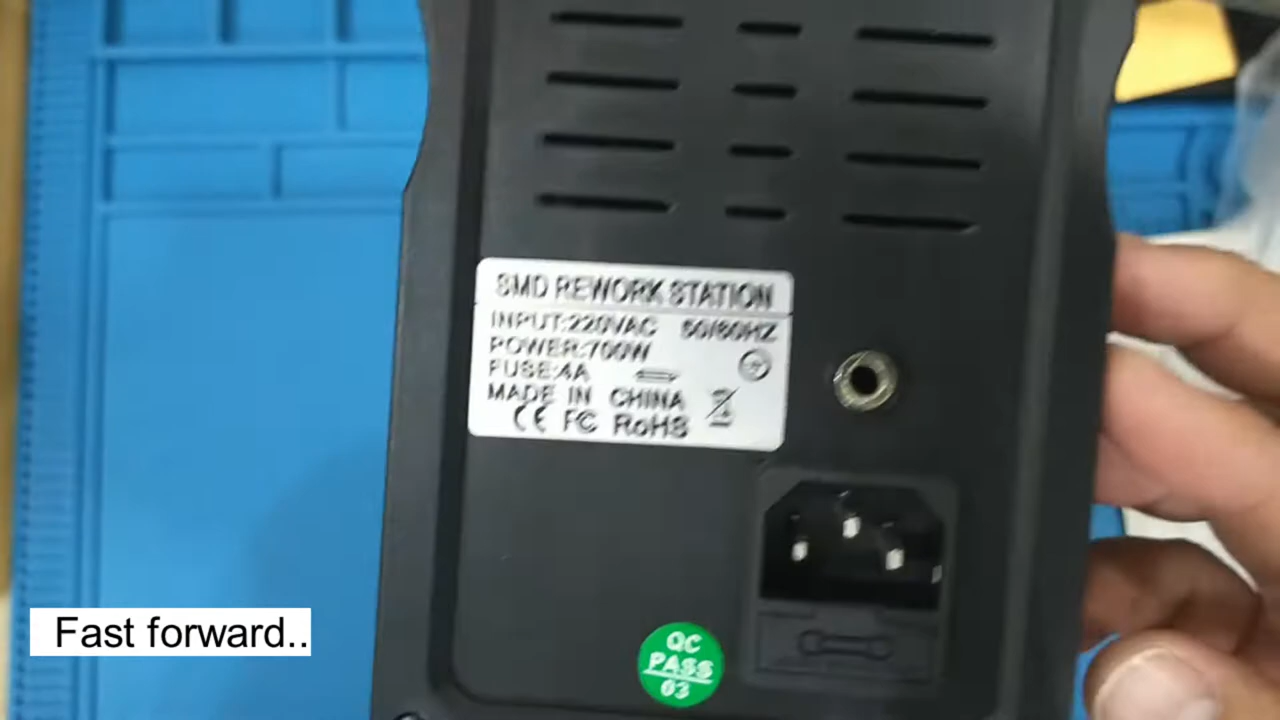 SMD REWORK STATION
INPUT:220VAC 50/60HZ
POWER:700W
FUSE:4A
MADE IN CHINA
CE FC RoHS
QC
PASS
03
Fast forward..